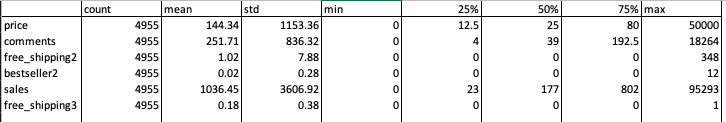 count mean std min 25% 50% 75% max
price 4955 144.34 1153.36 0 12.5 25 80 50000
comments 4955 251.71 836.32 0 4 39 192.5 18264
free_shipping2 4955 1.02 7.88 0 0 0 0 348
bestseller2 4955 0.02 0.28 0 0 0 0 12
sales 4955 1036.45 3606.92 0 23 177 802 95293
free_shipping3 4955 0.18 0.38 0 0 0 0 1